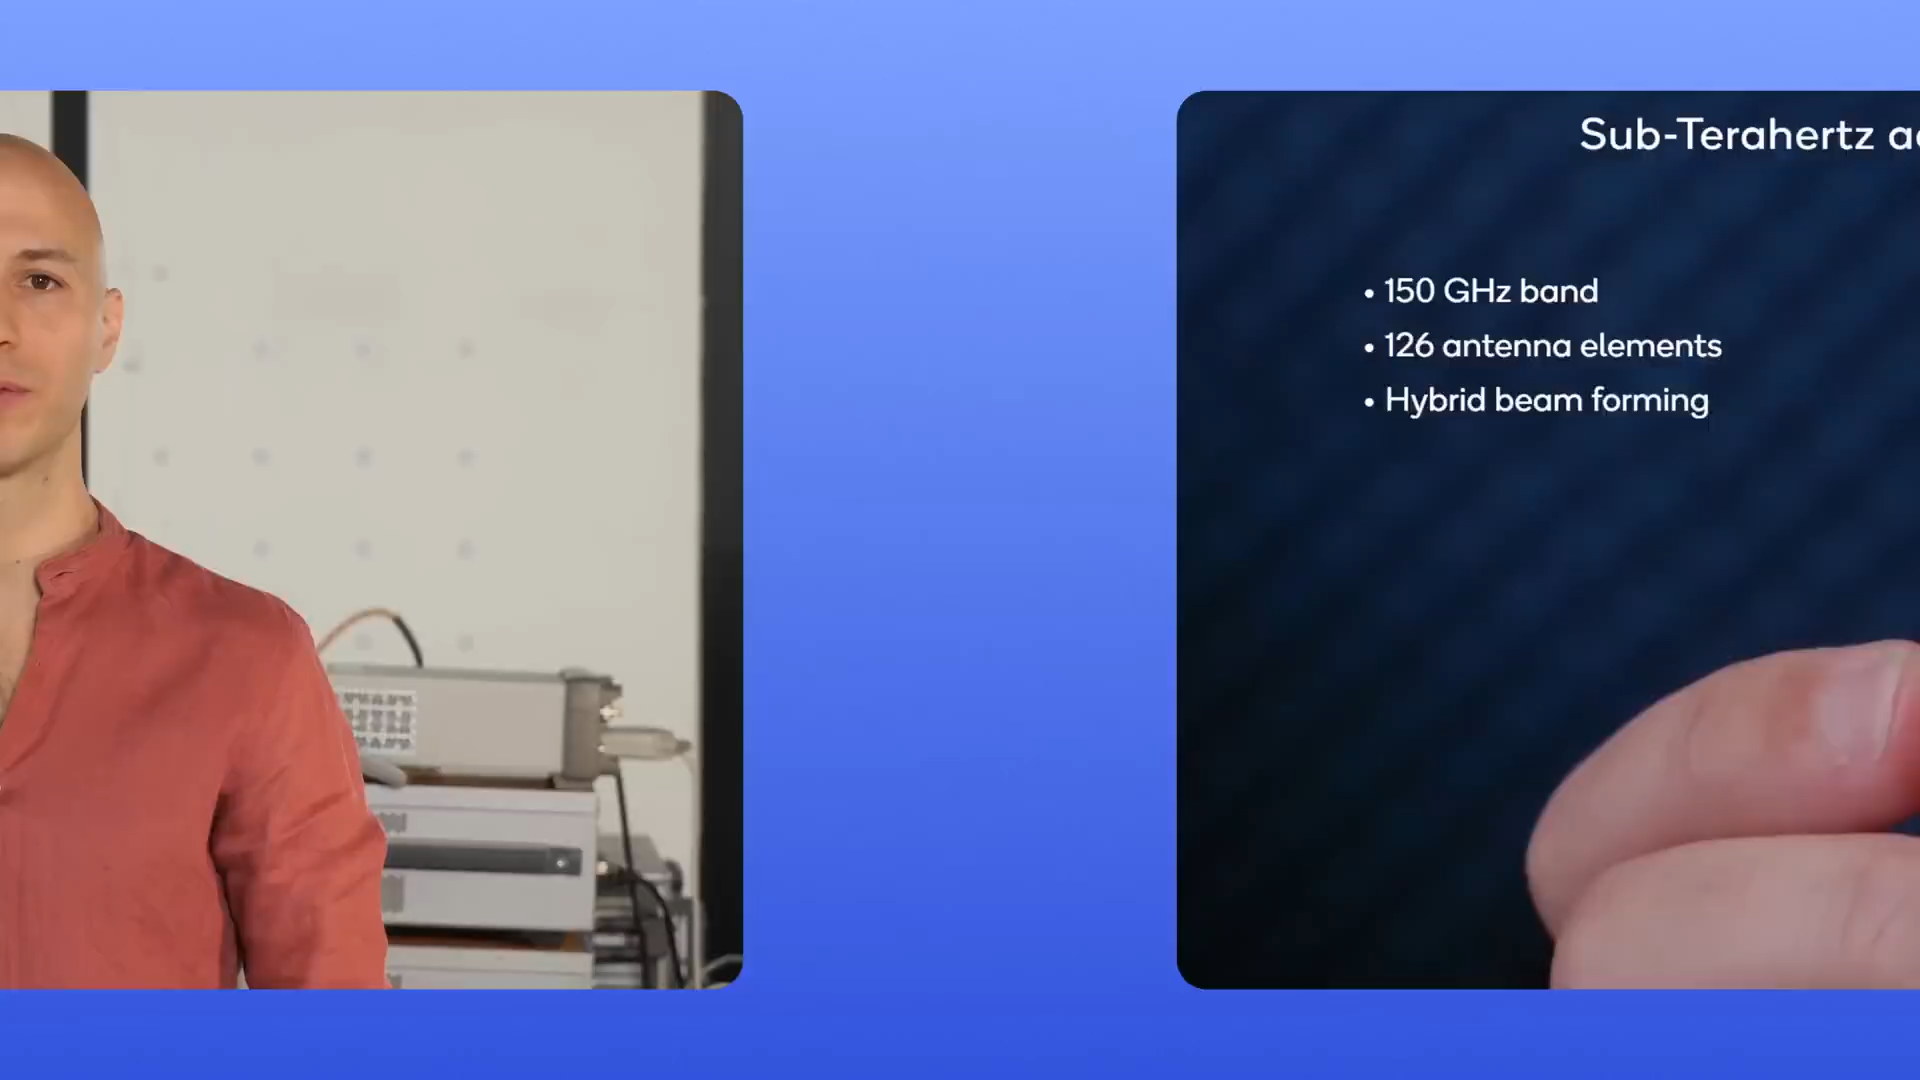 Sub-Terahertz
• 150 GHz band
• 126 antenna elements
• Hybrid beam forming